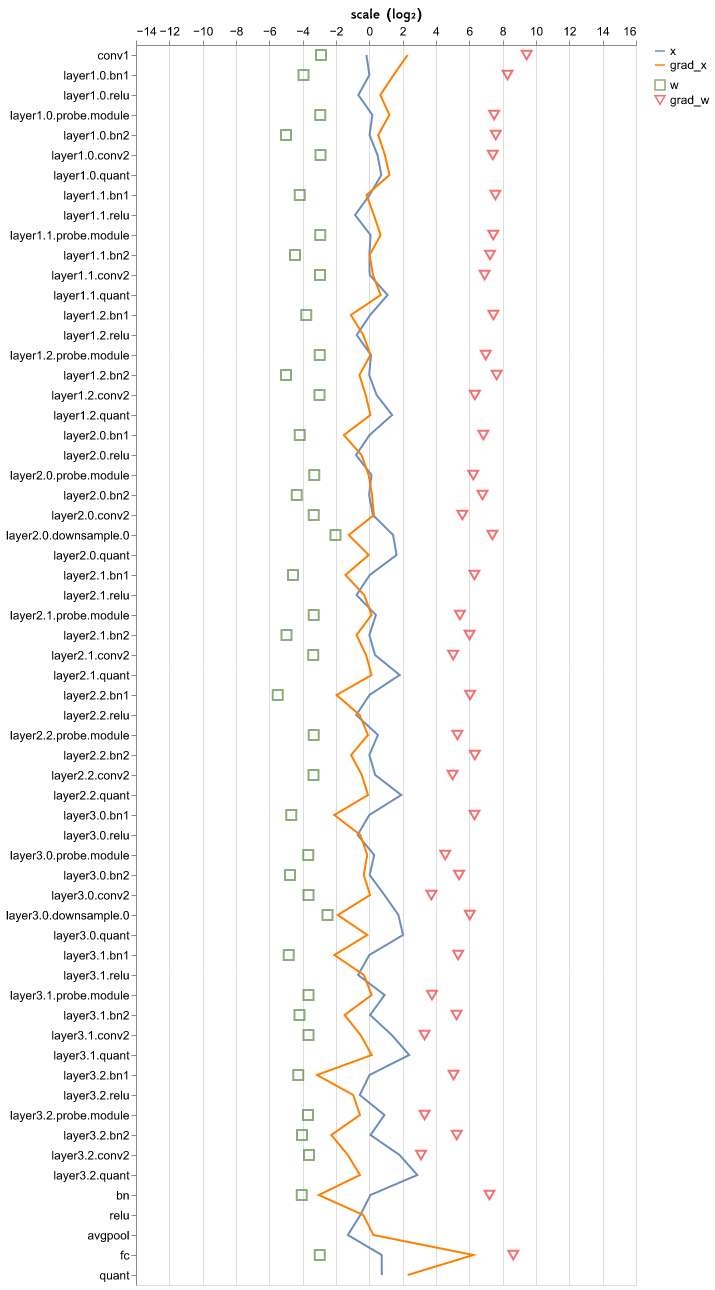 scale (log₂)
−14 −12 −10 −8 −6 −4 −2 0 2 4 6 8 10 12 14 16
x
grad_x
w
grad_w
conv1
layer1.0.bn1
layer1.0.relu
layer1.0.probe.module
layer1.0.bn2
layer1.0.conv2
layer1.0.quant
layer1.1.bn1
layer1.1.relu
layer1.1.probe.module
layer1.1.bn2
layer1.1.conv2
layer1.1.quant
layer1.2.bn1
layer1.2.relu
layer1.2.probe.module
layer1.2.bn2
layer1.2.conv2
layer1.2.quant
layer2.0.bn1
layer2.0.relu
layer2.0.probe.module
layer2.0.bn2
layer2.0.conv2
layer2.0.downsample.0
layer2.0.quant
layer2.1.bn1
layer2.1.relu
layer2.1.probe.module
layer2.1.bn2
layer2.1.conv2
layer2.1.quant
layer2.2.bn1
layer2.2.relu
layer2.2.probe.module
layer2.2.bn2
layer2.2.conv2
layer2.2.quant
layer3.0.bn1
layer3.0.relu
layer3.0.probe.module
layer3.0.bn2
layer3.0.conv2
layer3.0.downsample.0
layer3.0.quant
layer3.1.bn1
layer3.1.relu
layer3.1.probe.module
layer3.1.bn2
layer3.1.conv2
layer3.1.quant
layer3.2.bn1
layer3.2.relu
layer3.2.probe.module
layer3.2.bn2
layer3.2.conv2
layer3.2.quant
bn
relu
avgpool
fc
quant